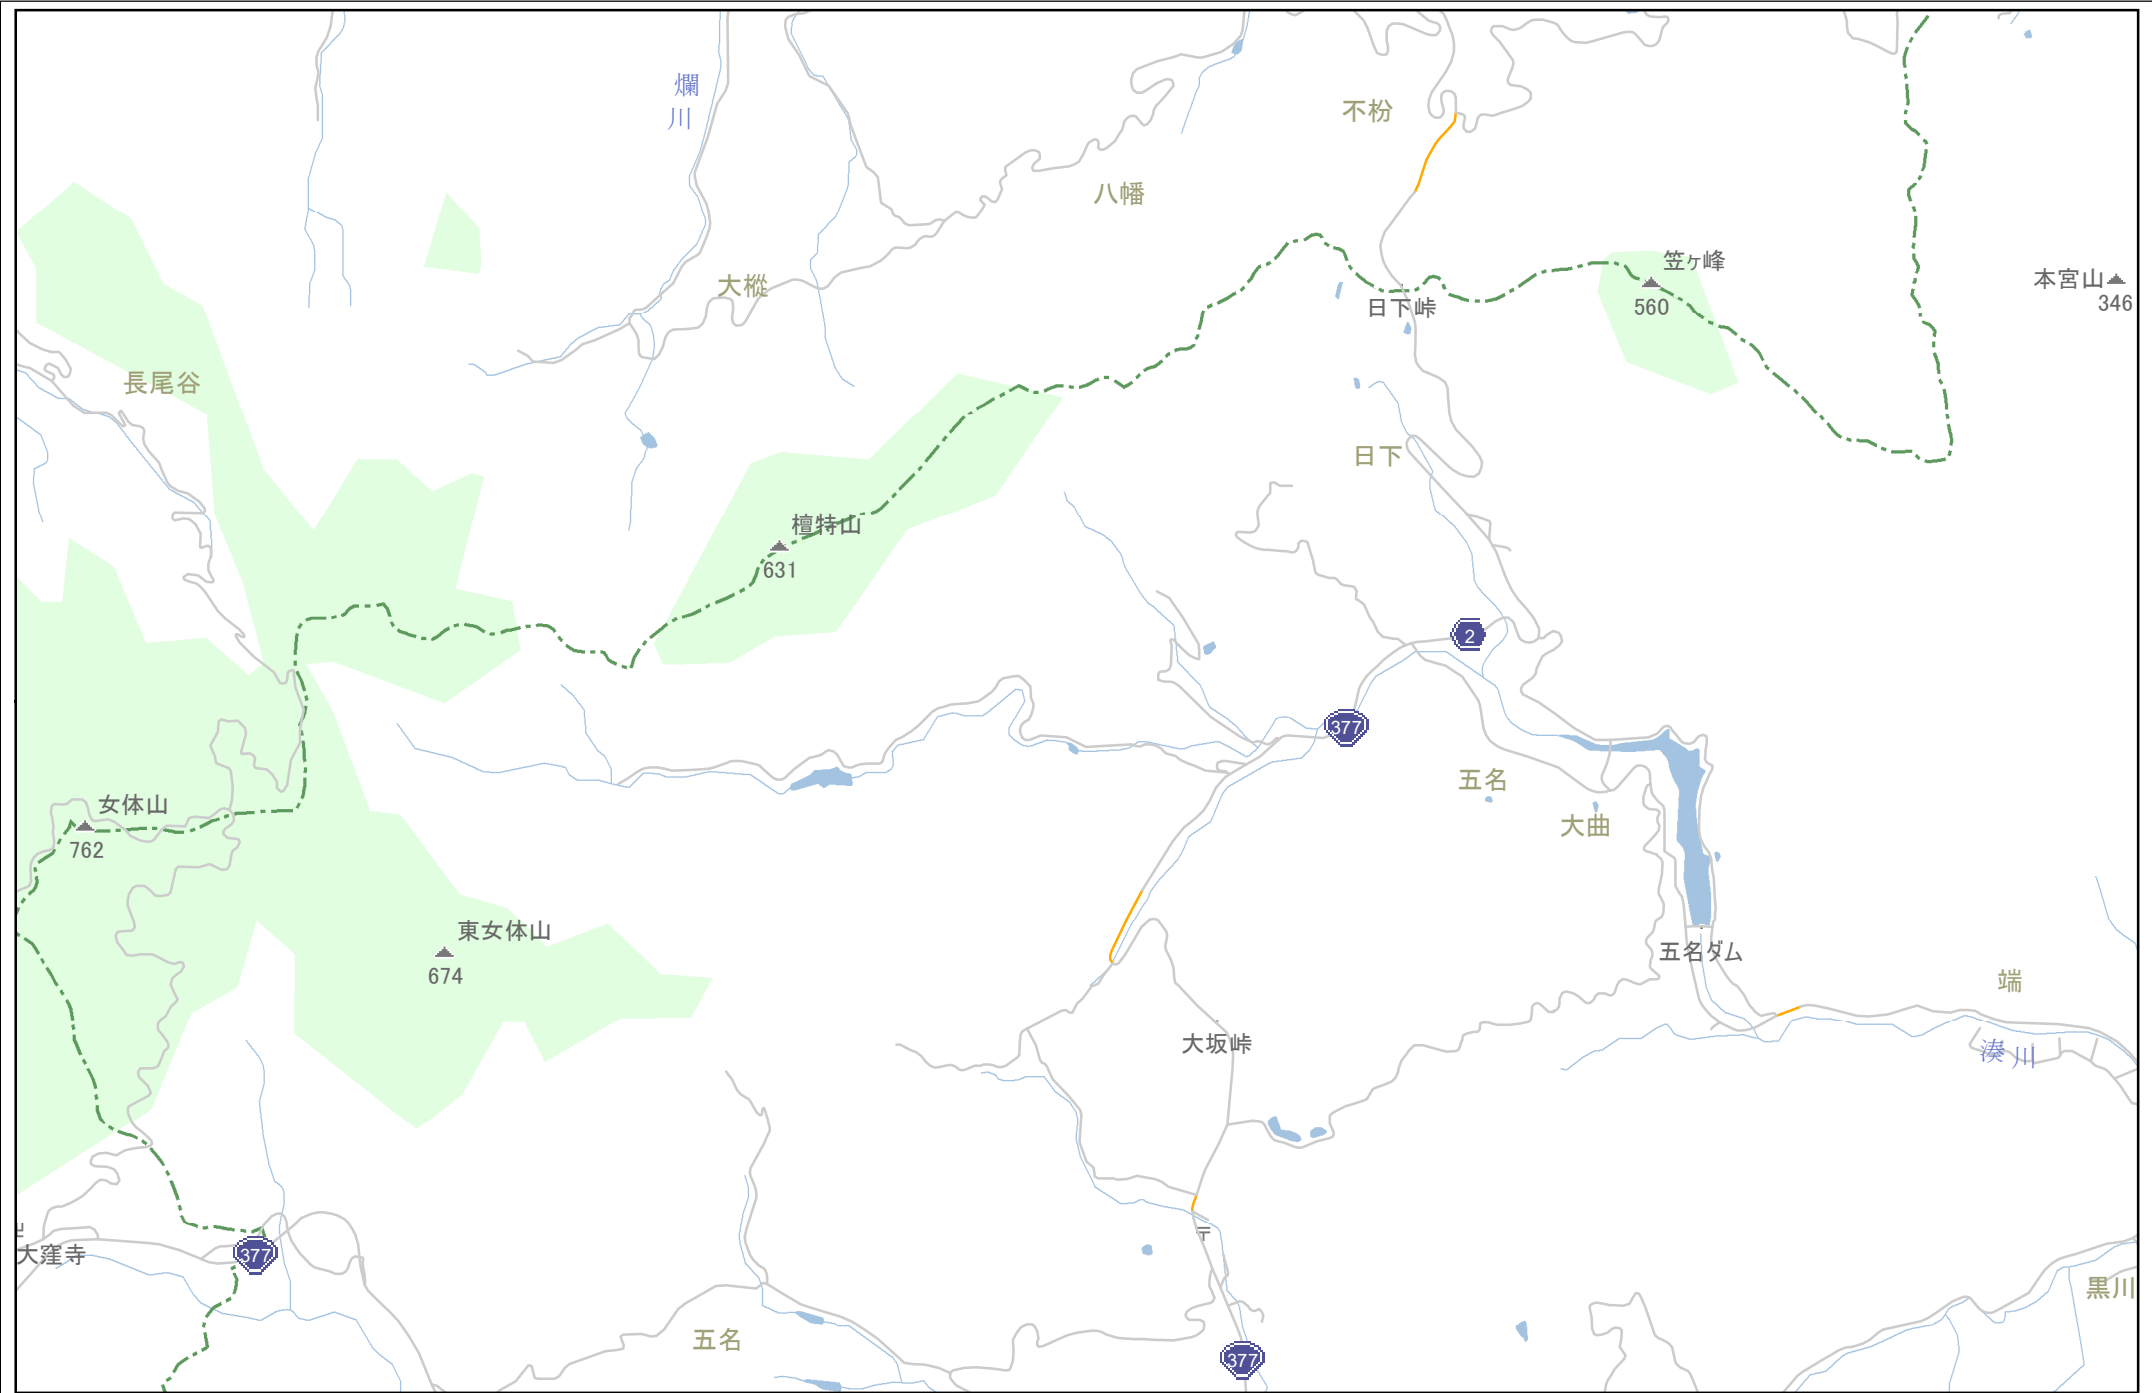 爛川
不枌
八幡
笠ヶ峰
560
本宮山
346
大樅
日下峠
長尾谷
日下
檀特山
631
2
377
五名
女体山
762
大曲
東女体山
674
五名ダム
端
大坂峠
湊川
〒
大窪寺
377
黒川
五名
377